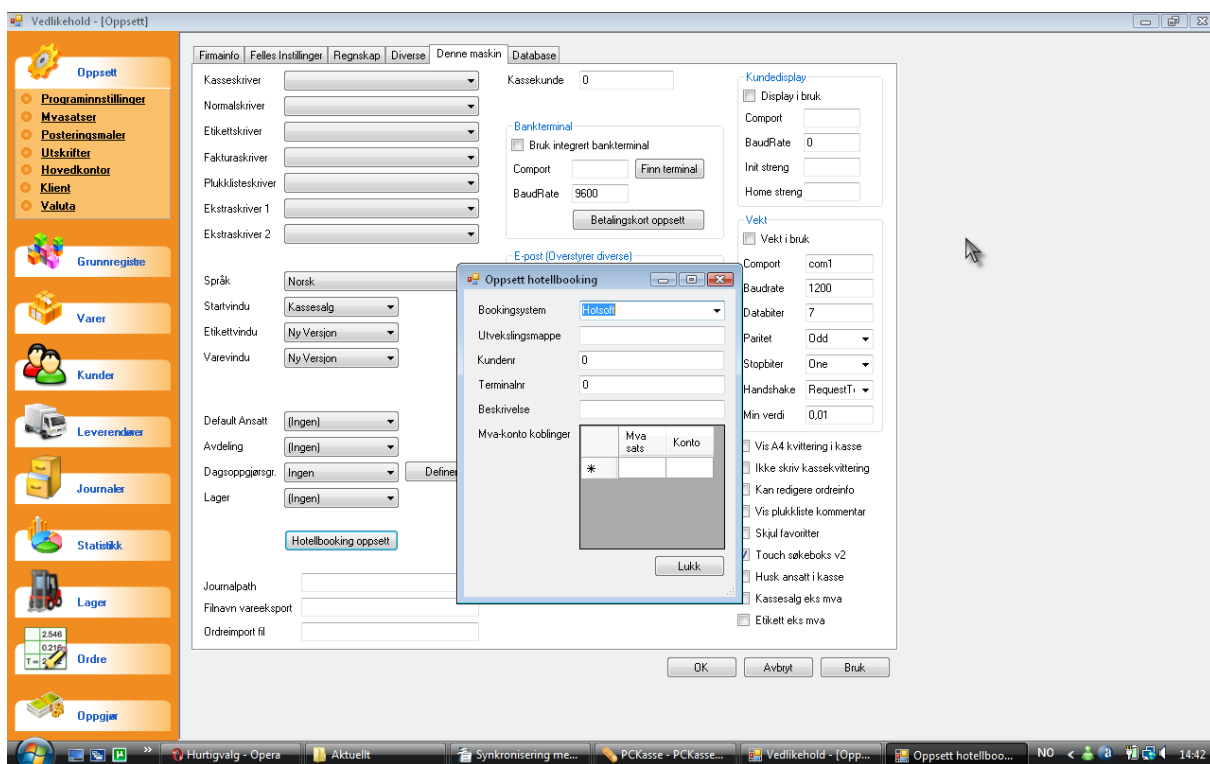 Vedlikehold - [Oppsett]
Oppsett
Programinnstillinger
Mvasatser
Posteringsmaler
Utskrifter
Hovedkontor
Klient
Valuta
Grunnregistre
Varer
Kunder
Leverendører
Journaler
Statistikk
Lager
Ordre
Oppgjør
2.546
0.216
T =
Firmainfo Felles Instillinger Regnskap Diverse Denne maskin Database
Kasseskriver
Normalskriver
Etikettskriver
Fakturaskriver
Plukklisteskriver
Ekstraskriver 1
Ekstraskriver 2
Språk Norsk
Startvindu Kassesalg
Etikettvindu Ny Versjon
Varevindu Ny Versjon
Default Ansatt (Ingen)
Avdeling (Ingen)
Dagsoppgjørsgr. Ingen
Lager (Ingen)
Hotellbooking oppsett
Journalpath
Filnavn vareeksport
Ordreimport fil
Kassekunde 0
Bankterminal
Bruk integrert bankterminal
Comport Finn terminal
BaudRate 9600
Betalingskort oppsett
E-post (Overstyrer diverse)
Oppsett hotellbooking
Bookingsystem Hotsoft
Utvekslingsmappe
Kundenr 0
Terminalnr 0
Beskrivelse
Mva-konto koblinger
Mva sats Konto
Lukk
Kundedisplay
Display i bruk
Comport
BaudRate 0
Init streng
Home streng
Vekt
Vekt i bruk
Comport com1
Baudrate 1200
Databiter 7
Paritet Odd
Stopbiter One
Handshake
Min verdi 0,01
Vis A4 kvittering i kasse
Ikke skriv kassekvittering
Kan redigere ordreinfo
Vis plukkliste kommentar
Skjul favoritter
Touch søkeboks v2
Husk ansatt i kasse
Kassesalg eks mva
Etikett eks mva
OK Avbryt Bruk
Hurtigvalg - Opera Aktuellt Synkronisering me... PCKasse - PCKasse... Vedlikehold - [Opp... Oppsett hotellboo... NO 14:42